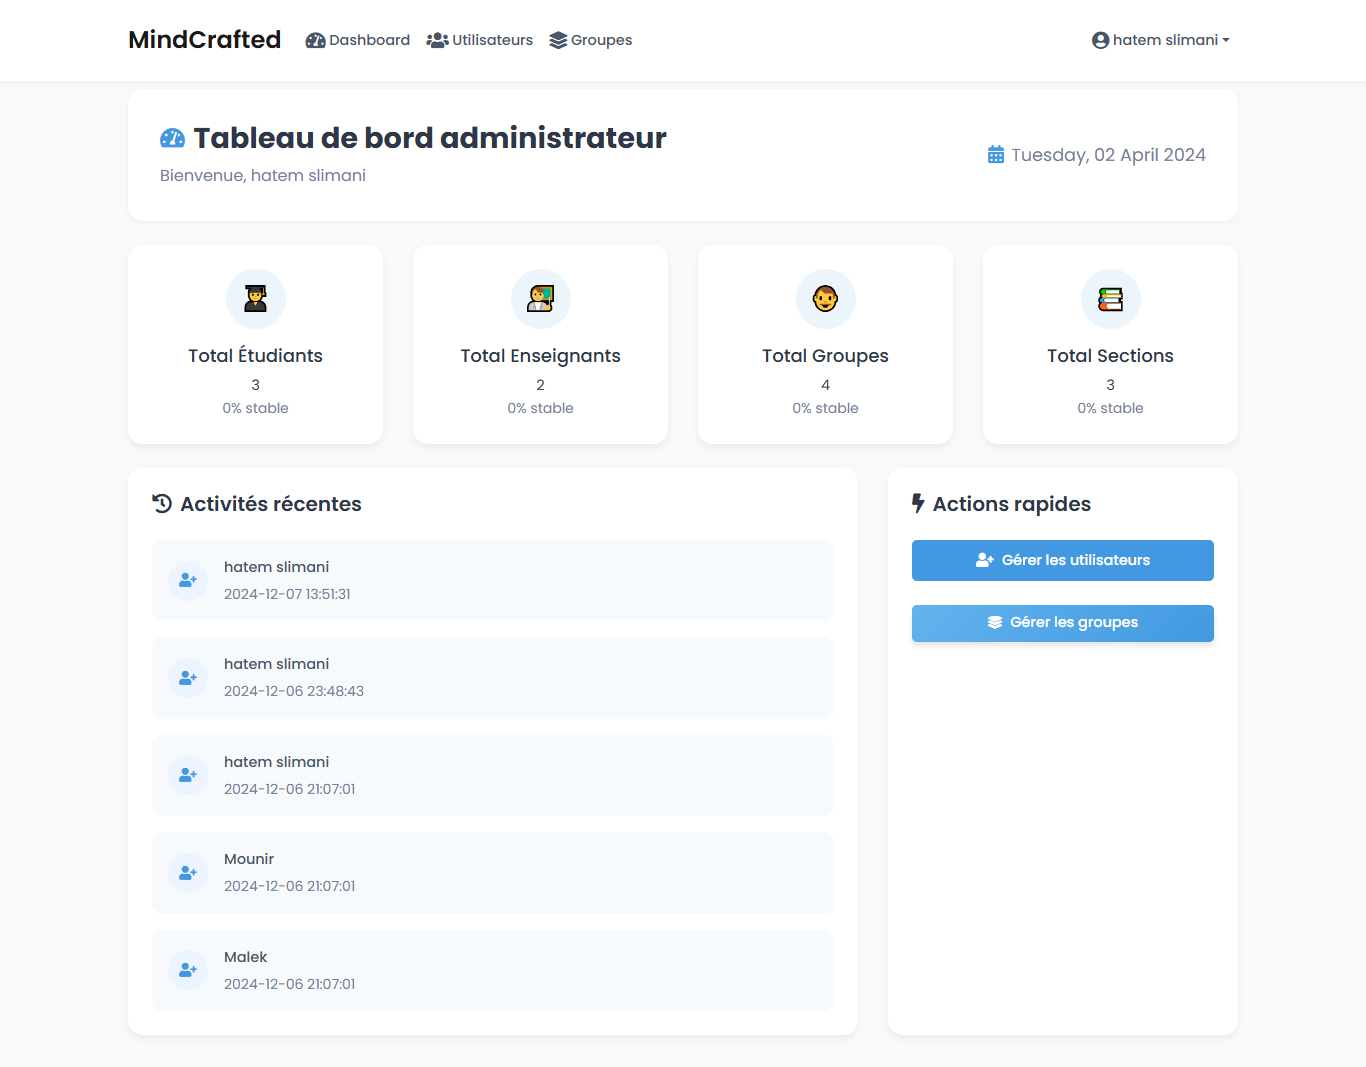 MindCrafted Dashboard Utilisateurs Groupes hatem slimani
Tableau de bord administrateur
Bienvenue, hatem slimani
Tuesday, 02 April 2024
Total Étudiants
3
0% stable
Total Enseignants
2
0% stable
Total Groupes
4
0% stable
Total Sections
3
0% stable
Activités récentes
hatem slimani
2024-12-07 13:51:31
hatem slimani
2024-12-06 23:48:43
hatem slimani
2024-12-06 21:07:01
Mounir
2024-12-06 21:07:01
Malek
2024-12-06 21:07:01
Actions rapides
Gérer les utilisateurs
Gérer les groupes